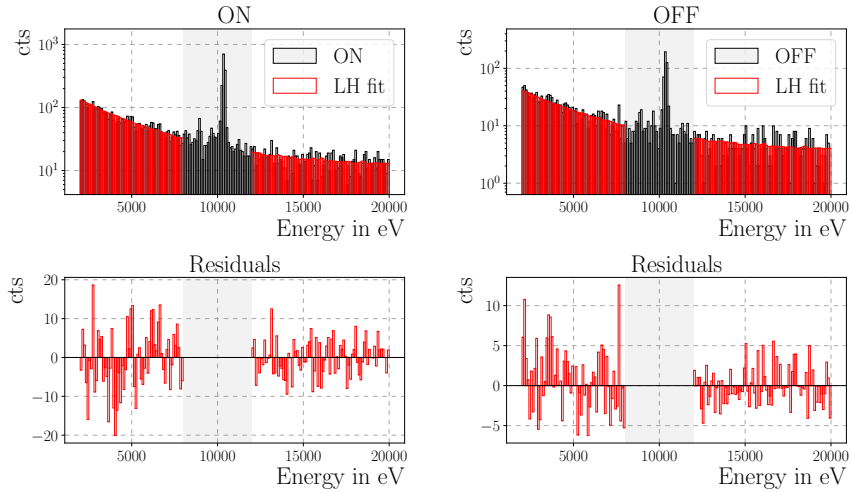 ON
cts
10³
10²
10¹
ON
LH fit
5000 10000 15000 20000
Energy in eV
OFF
cts
10²
10¹
10⁰
OFF
LH fit
5000 10000 15000 20000
Energy in eV
Residuals
cts
20
10
0
−10
−20
5000 10000 15000 20000
Energy in eV
Residuals
cts
10
5
0
−5
5000 10000 15000 20000
Energy in eV